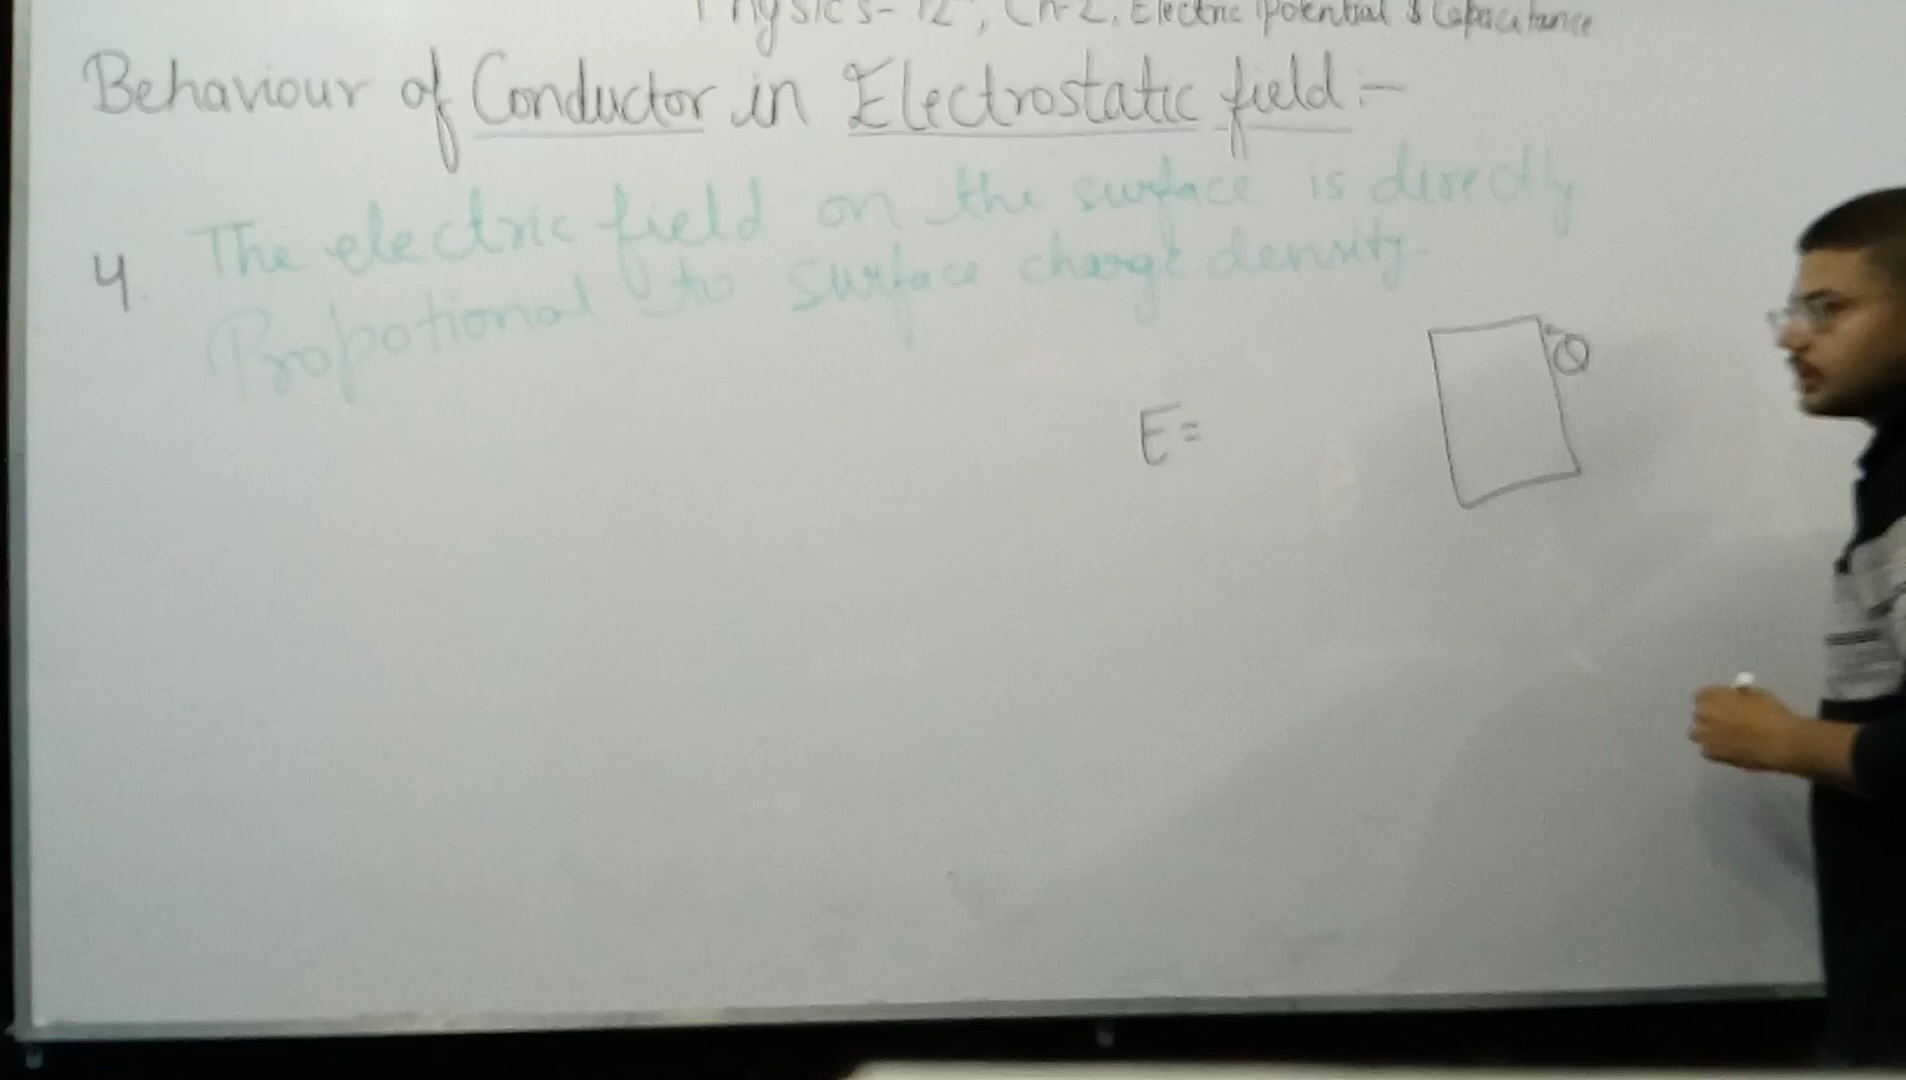 Physics-12, Ch-2, Electric Potential & Capacitance
Behaviour of Conductor in Electrostatic field:-
4. The electric field on the surface is directly
Propotional to surface charge density.
E=